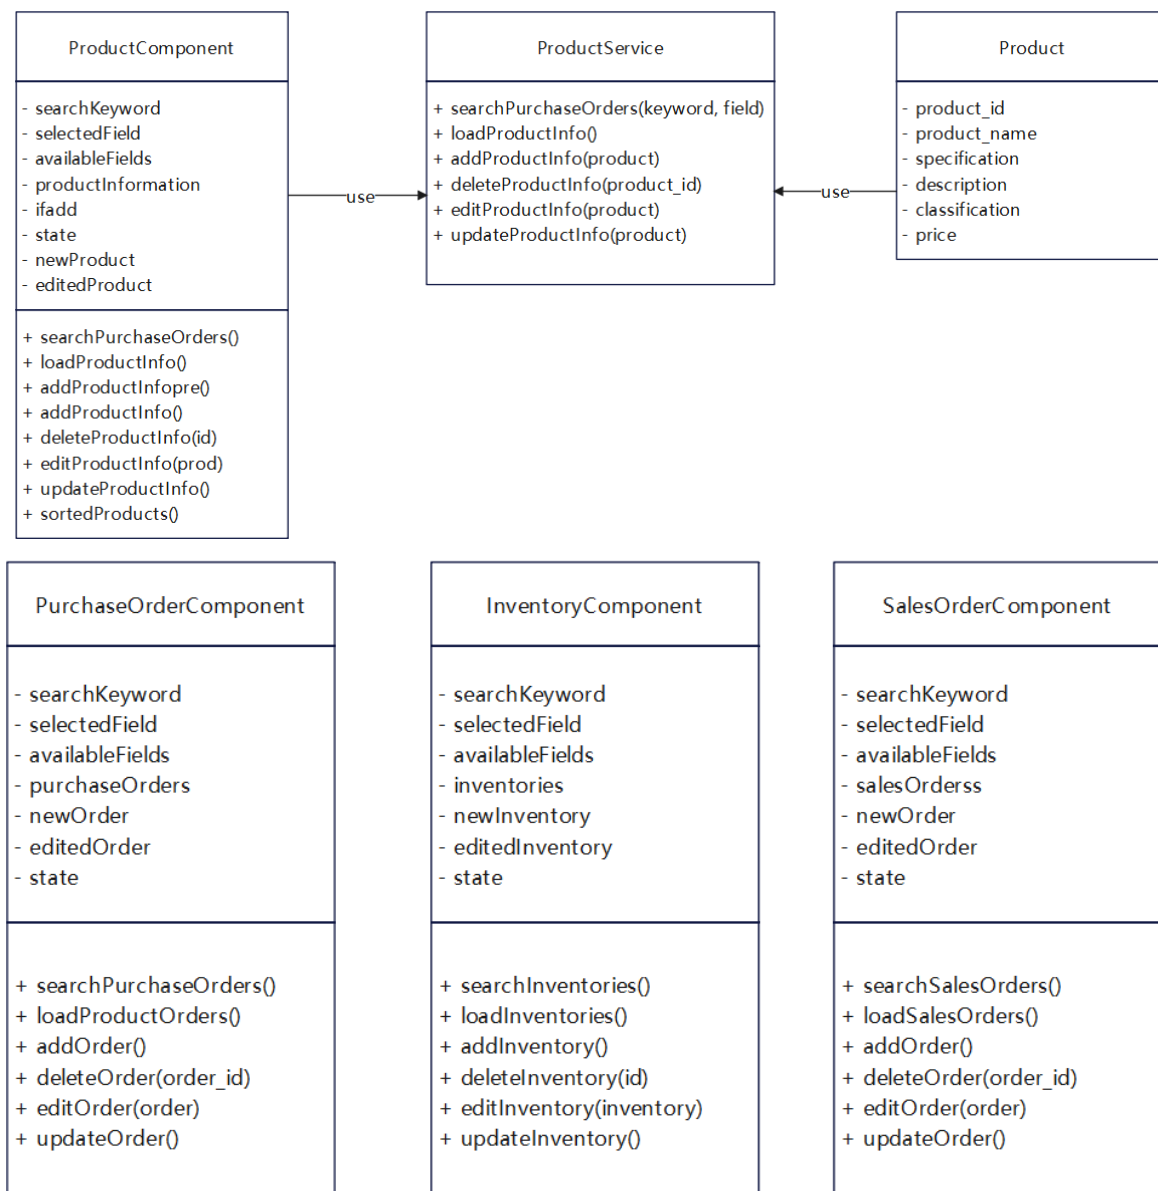 ProductComponent
- searchKeyword
- selectedField
- availableFields
- productInformation
- ifadd
- state
- newProduct
- editedProduct
+ searchPurchaseOrders()
+ loadProductInfo()
+ addProductInfopre()
+ addProductInfo()
+ deleteProductInfo(id)
+ editProductInfo(prod)
+ updateProductInfo()
+ sortedProducts()
use
ProductService
+ searchPurchaseOrders(keyword, field)
+ loadProductInfo()
+ addProductInfo(product)
+ deleteProductInfo(product_id)
+ editProductInfo(product)
+ updateProductInfo(product)
use
Product
- product_id
- product_name
- specification
- description
- classification
- price
PurchaseOrderComponent
- searchKeyword
- selectedField
- availableFields
- purchaseOrders
- newOrder
- editedOrder
- state
+ searchPurchaseOrders()
+ loadProductOrders()
+ addOrder()
+ deleteOrder(order_id)
+ editOrder(order)
+ updateOrder()
InventoryComponent
- searchKeyword
- selectedField
- availableFields
- inventories
- newInventory
- editedInventory
- state
+ searchInventories()
+ loadInventories()
+ addInventory()
+ deleteInventory(id)
+ editInventory(inventory)
+ updateInventory()
SalesOrderComponent
- searchKeyword
- selectedField
- availableFields
- salesOrderss
- newOrder
- editedOrder
- state
+ searchSalesOrders()
+ loadSalesOrders()
+ addOrder()
+ deleteOrder(order_id)
+ editOrder(order)
+ updateOrder()